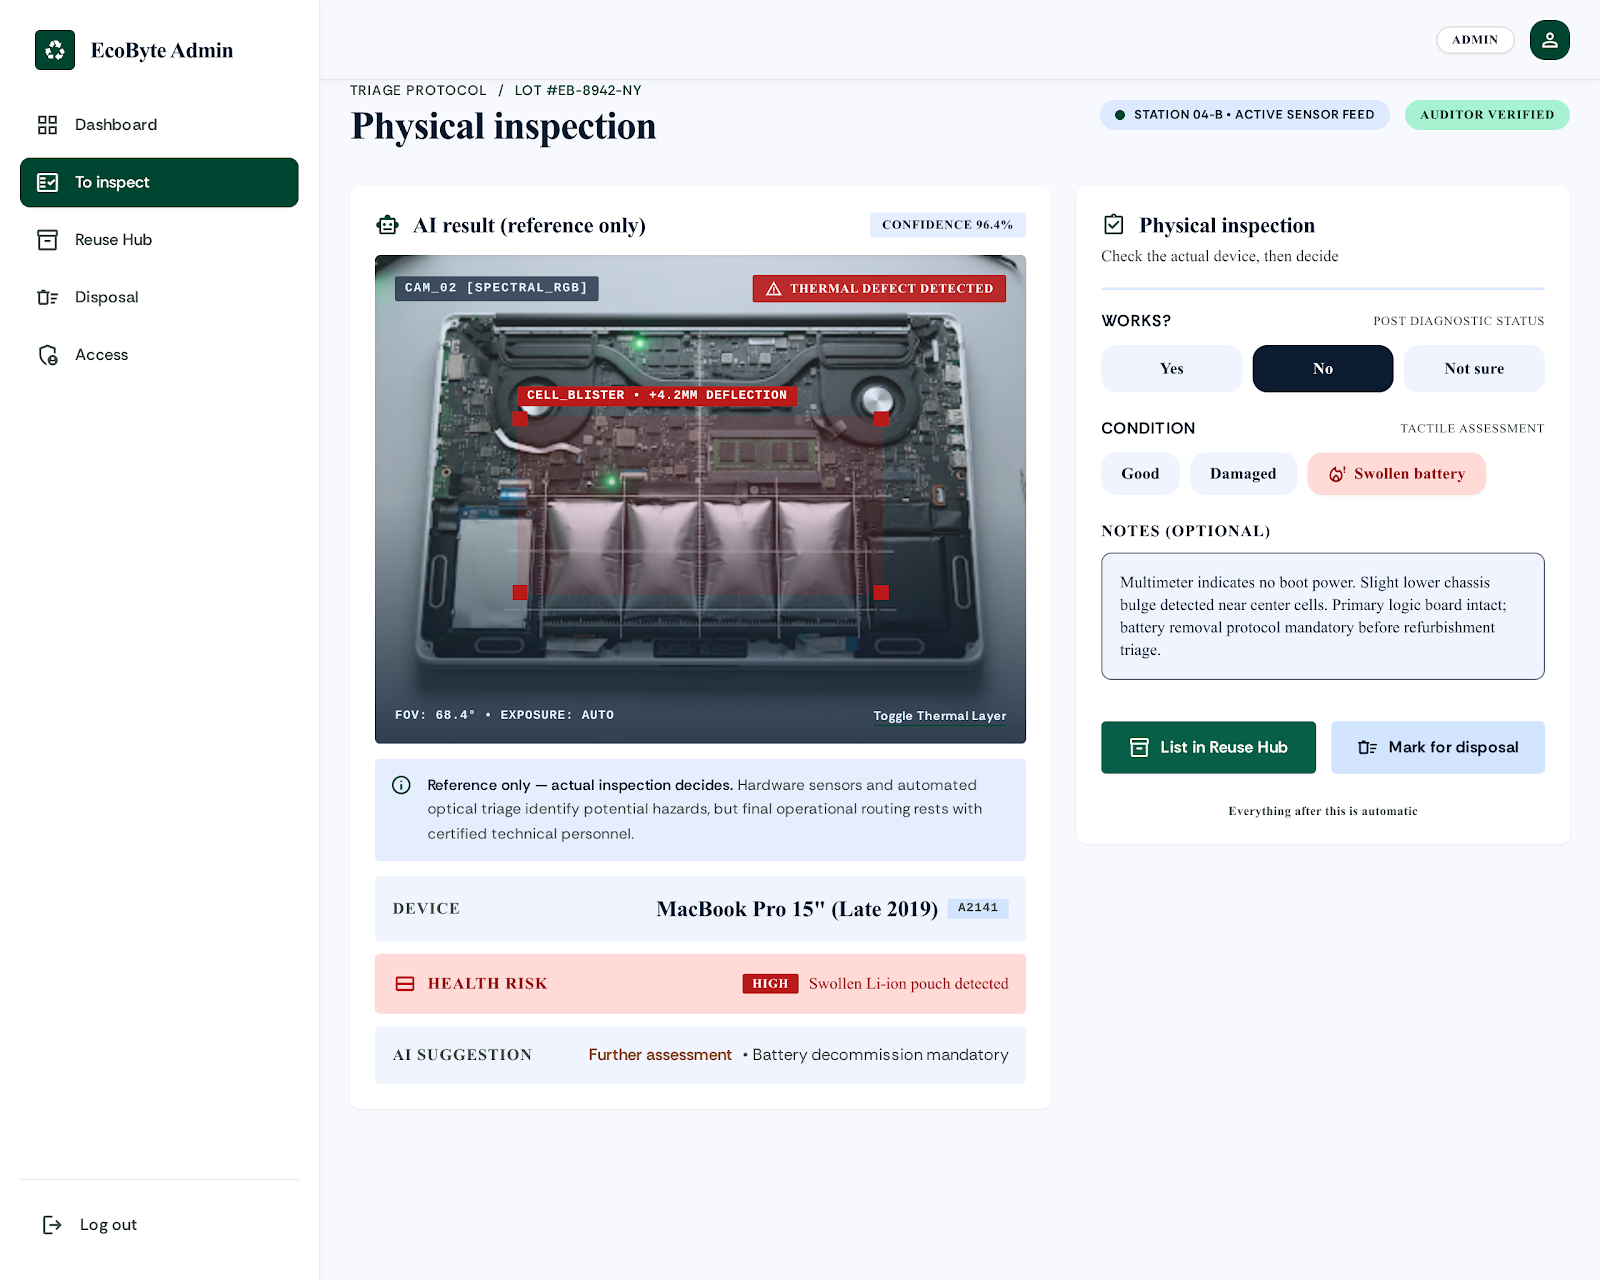 EcoByte Admin
Dashboard
To inspect
Reuse Hub
Disposal
Access
Log out
ADMIN
TRIAGE PROTOCOL / LOT #EB-8942-NY
Physical inspection
STATION 04-B • ACTIVE SENSOR FEED
AUDITOR VERIFIED
AI result (reference only)
CONFIDENCE 96.4%
CAM_02 [SPECTRAL_RGB]
THERMAL DEFECT DETECTED
CELL_BLISTER • +4.2MM DEFLECTION
FOV: 68.4° • EXPOSURE: AUTO
Toggle Thermal Layer
Reference only — actual inspection decides. Hardware sensors and automated
optical triage identify potential hazards, but final operational routing rests with
certified technical personnel.
DEVICE
MacBook Pro 15" (Late 2019) A2141
HEALTH RISK
HIGH Swollen Li-ion pouch detected
AI SUGGESTION
Further assessment • Battery decommission mandatory
Physical inspection
Check the actual device, then decide
WORKS?
POST DIAGNOSTIC STATUS
Yes
No
Not sure
CONDITION
TACTILE ASSESSMENT
Good
Damaged
Swollen battery
NOTES (OPTIONAL)
Multimeter indicates no boot power. Slight lower chassis
bulge detected near center cells. Primary logic board intact;
battery removal protocol mandatory before refurbishment
triage.
List in Reuse Hub
Mark for disposal
Everything after this is automatic